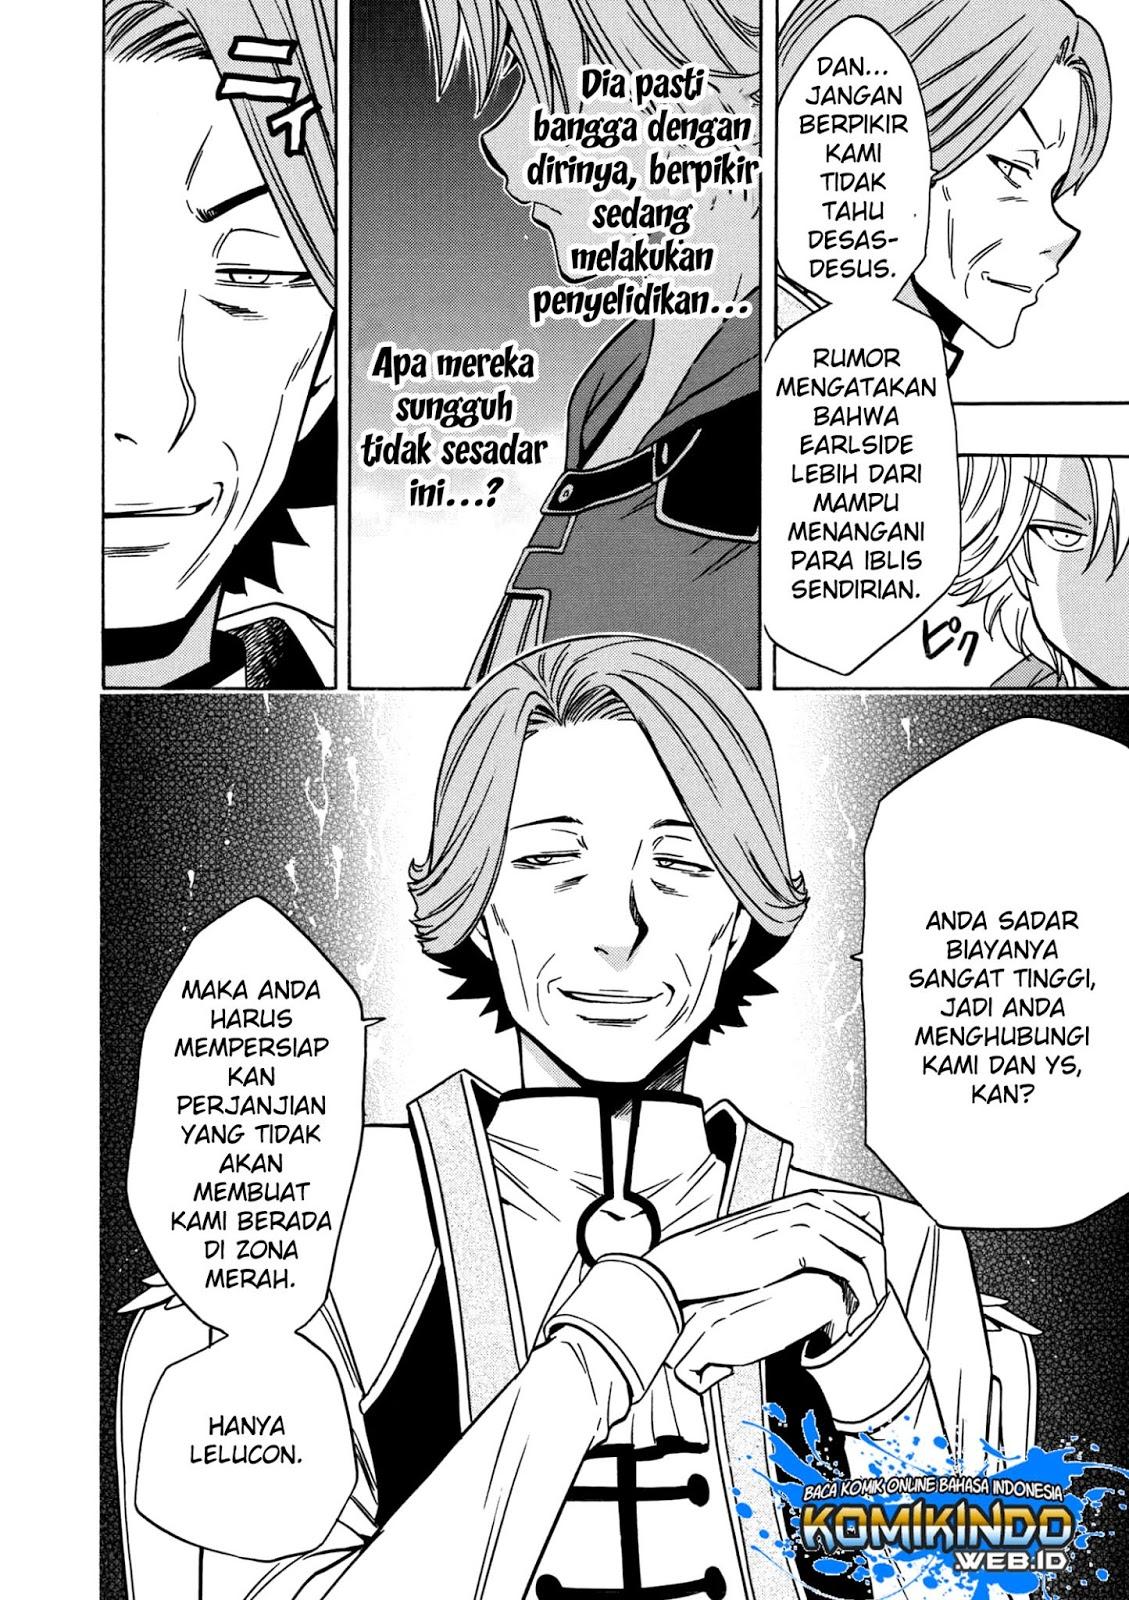 DAN...
JANGAN
BERPIKIR
KAMI
TIDAK
TAHU
DESAS-
DESUS.
RUMOR
MENGATAKAN
BAHWA
EARLSIDE
LEBIH DARI
MAMPU
MENANGANI
PARA IBLIS
SENDIRIAN.
ピク
Dia pasti
bangga dengan
dirinya, berpikir
sedang
melakukan
penyelidikan...
Apa mereka
sungguh
tidak sesadar
ini...?
ニイ
ANDA SADAR
BIAYANYA
SANGAT TINGGI,
JADI ANDA
MENGHUBUNGI
KAMI DAN YS,
KAN?
MAKA ANDA
HARUS
MEMPERSIAP
KAN
PERJANJIAN
YANG TIDAK
AKAN
MEMBUAT
KAMI BERADA
DI ZONA
MERAH.
HANYA
LELUCON.
BACA KOMIK ONLINE BAHASA INDONESIA
KOMIKINDO
.WEB.ID